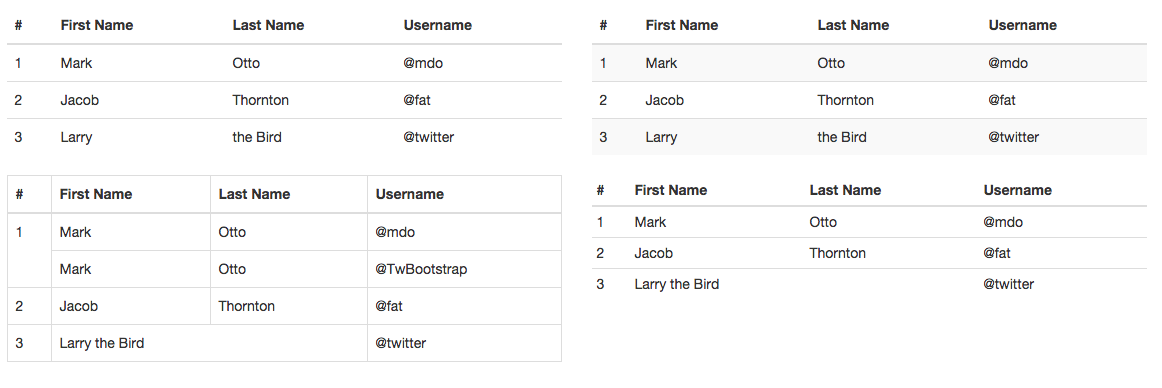 # First Name Last Name Username
1 Mark Otto @mdo
2 Jacob Thornton @fat
3 Larry the Bird @twitter
# First Name Last Name Username
1 Mark Otto @mdo
2 Jacob Thornton @fat
3 Larry the Bird @twitter
# First Name Last Name Username
1 Mark Otto @mdo
Mark Otto @TwBootstrap
2 Jacob Thornton @fat
3 Larry the Bird @twitter
# First Name Last Name Username
1 Mark Otto @mdo
2 Jacob Thornton @fat
3 Larry the Bird @twitter